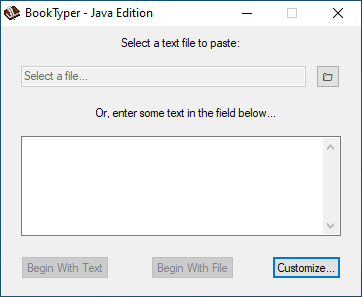 BookTyper - Java Edition
Select a text file to paste:
Select a file...
Or, enter some text in the field below...
Begin With Text
Begin With File
Customize...